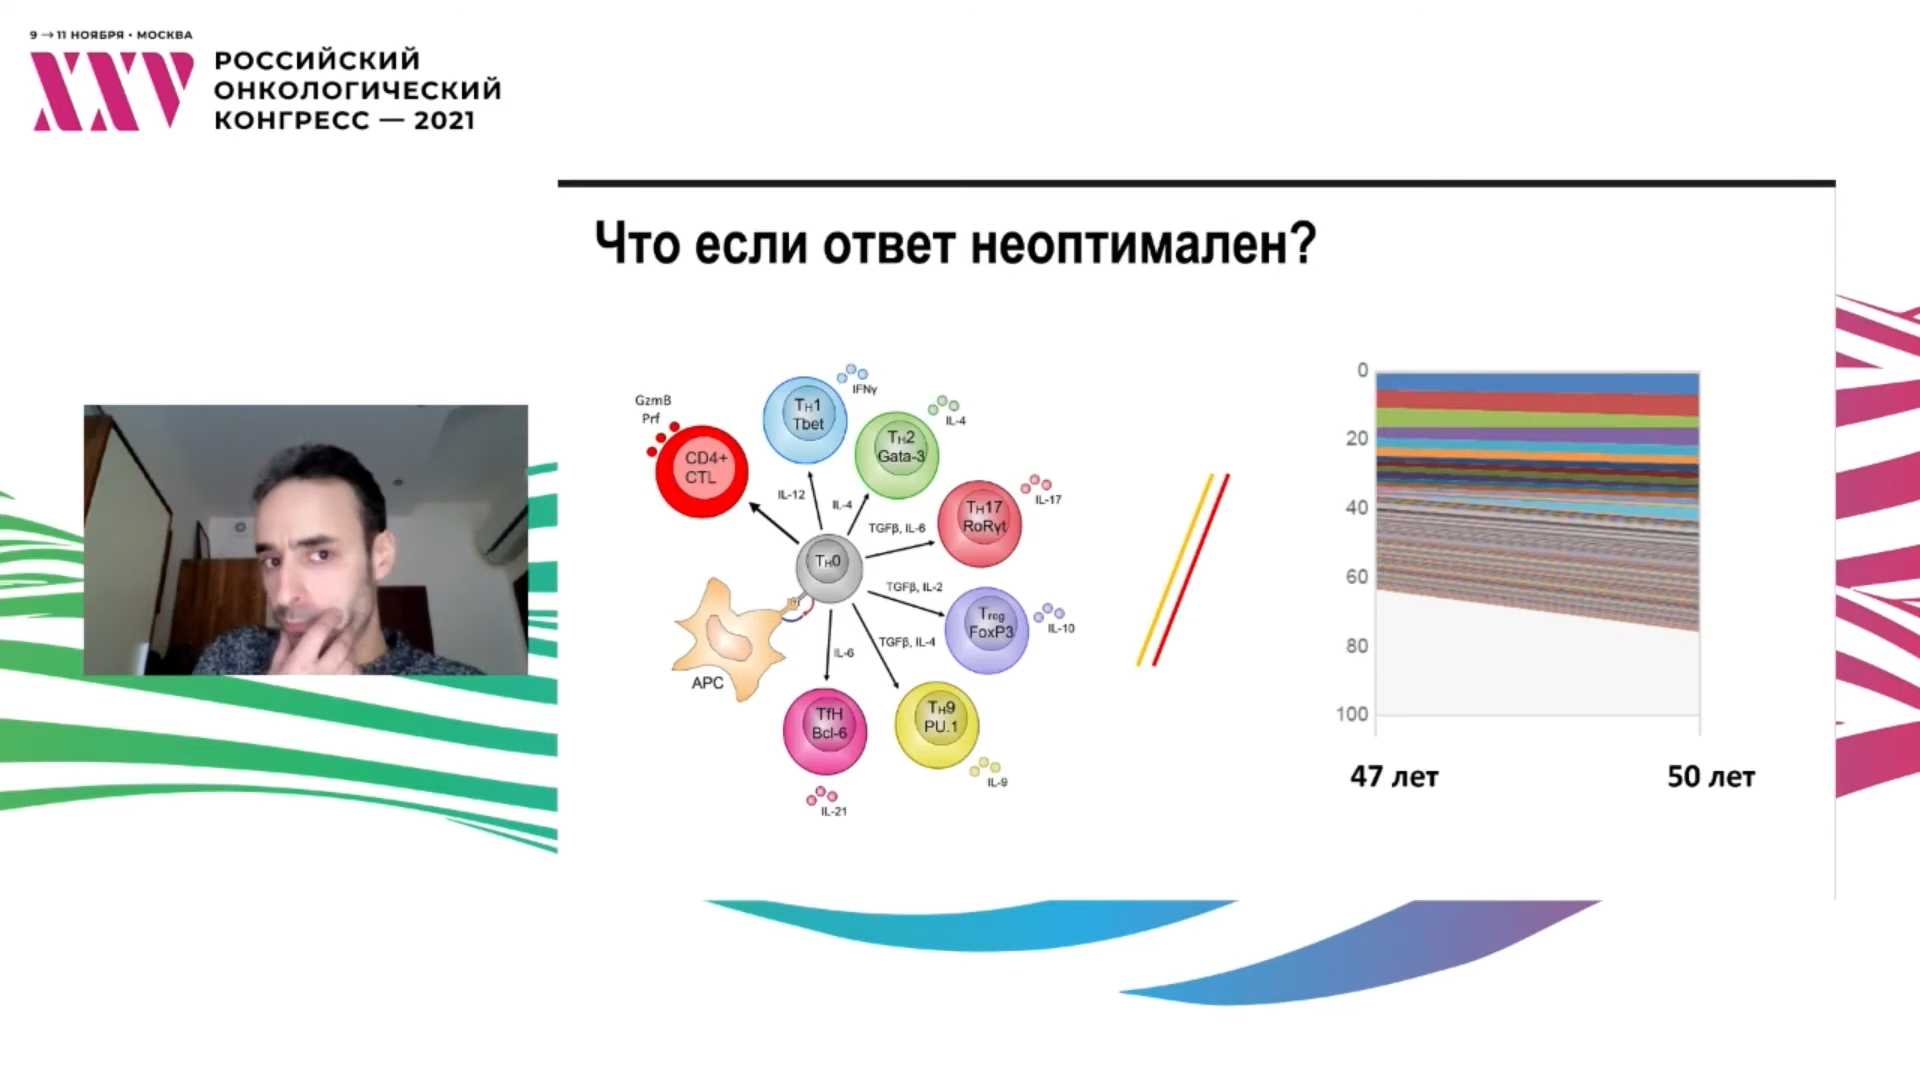 9 → 11 НОЯБРЯ • МОСКВА
XXV
РОССИЙСКИЙ
ОНКОЛОГИЧЕСКИЙ
КОНГРЕСС — 2021
Что если ответ неоптимален?
GzmB
Prf
CD4+
CTL
TH1
Tbet
IFNγ
TH2
Gata-3
IL-4
TH17
RoRγt
IL-17
IL-12
IL-4
TGFβ, IL-6
TH0
TGFβ, IL-2
Treg
FoxP3
IL-10
TGFβ, IL-4
IL-6
APC
TfH
Bcl-6
IL-21
TH9
PU.1
IL-9
0
20
40
60
80
100
47 лет
50 лет